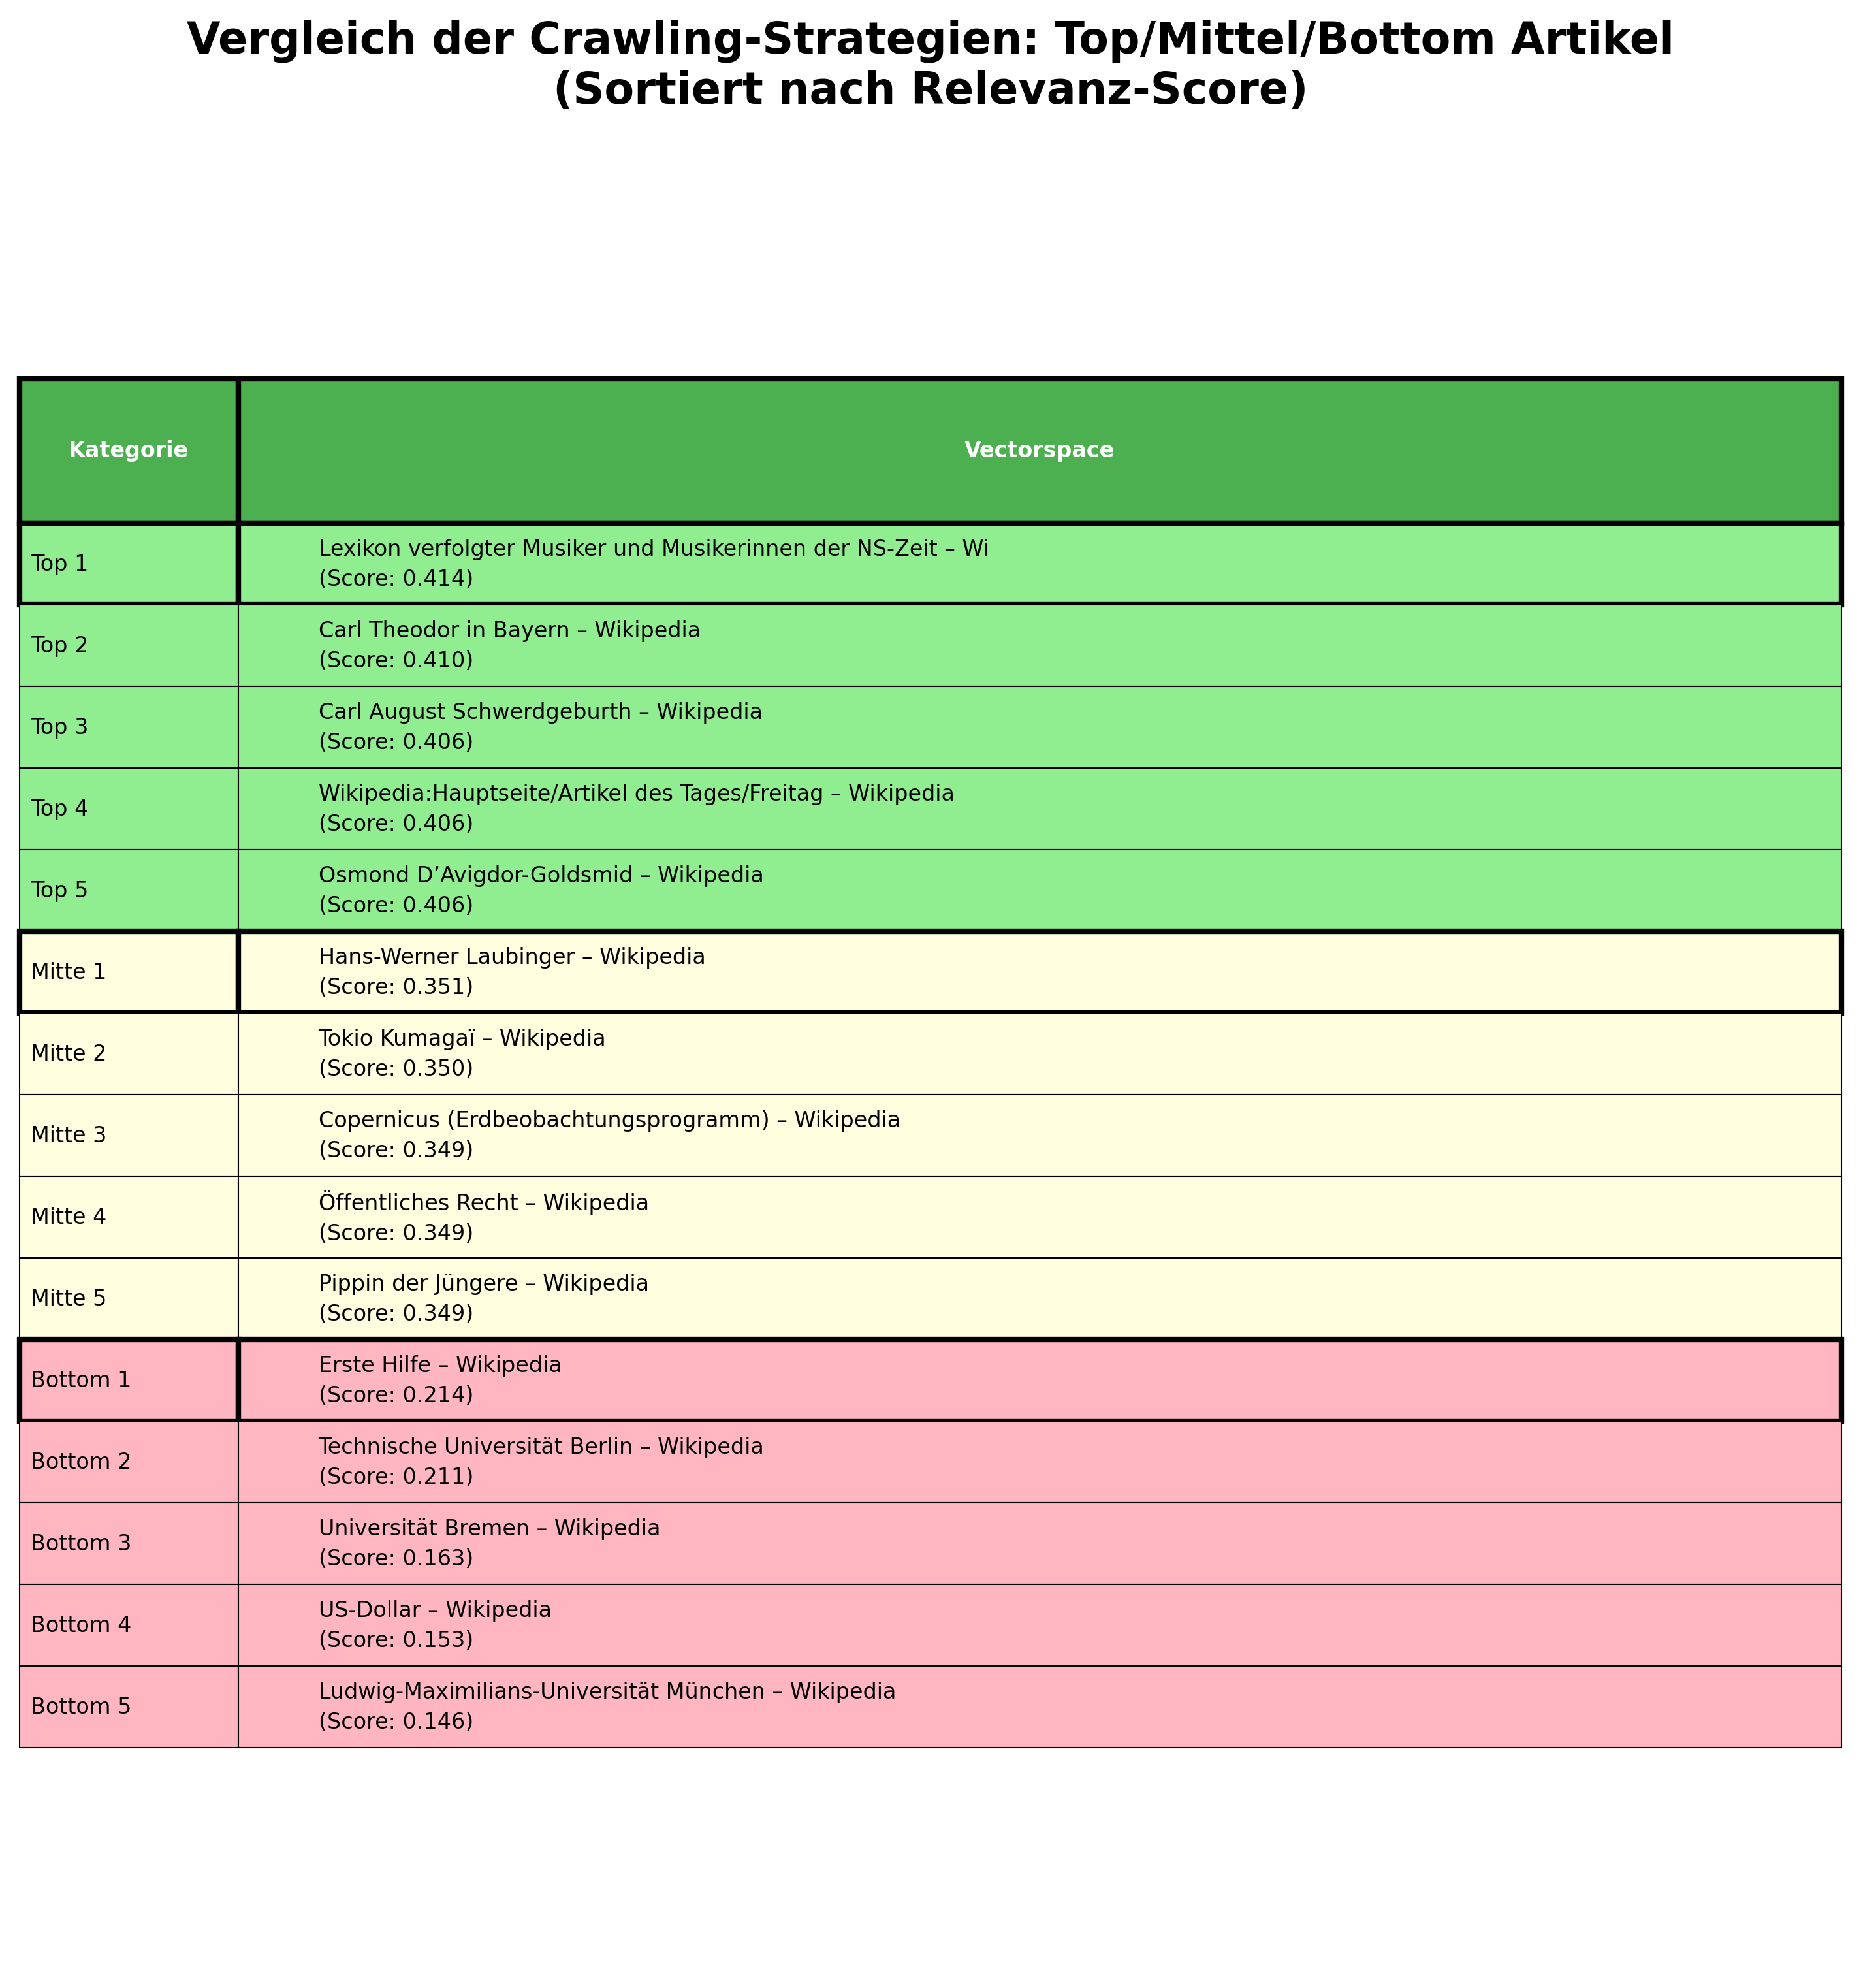 Vergleich der Crawling-Strategien: Top/Mittel/Bottom Artikel
(Sortiert nach Relevanz-Score)
Kategorie Vectorspace
Top 1 Lexikon verfolgter Musiker und Musikerinnen der NS-Zeit – Wi
(Score: 0.414)
Top 2 Carl Theodor in Bayern – Wikipedia
(Score: 0.410)
Top 3 Carl August Schwerdgeburth – Wikipedia
(Score: 0.406)
Top 4 Wikipedia:Hauptseite/Artikel des Tages/Freitag – Wikipedia
(Score: 0.406)
Top 5 Osmond D’Avigdor-Goldsmid – Wikipedia
(Score: 0.406)
Mitte 1 Hans-Werner Laubinger – Wikipedia
(Score: 0.351)
Mitte 2 Tokio Kumagaï – Wikipedia
(Score: 0.350)
Mitte 3 Copernicus (Erdbeobachtungsprogramm) – Wikipedia
(Score: 0.349)
Mitte 4 Öffentliches Recht – Wikipedia
(Score: 0.349)
Mitte 5 Pippin der Jüngere – Wikipedia
(Score: 0.349)
Bottom 1 Erste Hilfe – Wikipedia
(Score: 0.214)
Bottom 2 Technische Universität Berlin – Wikipedia
(Score: 0.211)
Bottom 3 Universität Bremen – Wikipedia
(Score: 0.163)
Bottom 4 US-Dollar – Wikipedia
(Score: 0.153)
Bottom 5 Ludwig-Maximilians-Universität München – Wikipedia
(Score: 0.146)